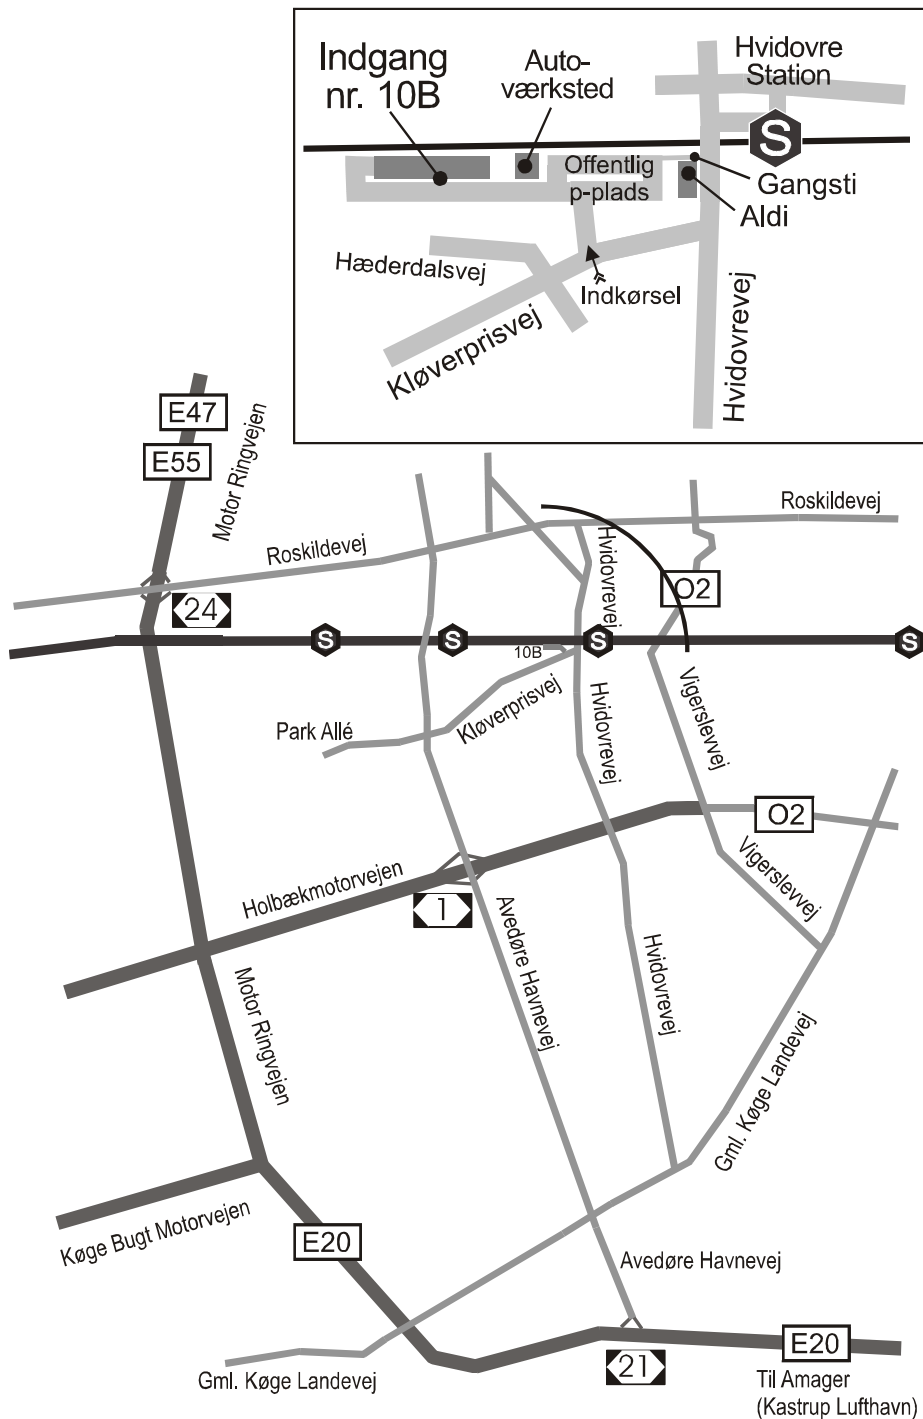 Indgang
nr. 10B
Auto-
værksted
Hvidovre
Station
S
Offentlig
p-plads
Gangsti
Aldi
Hæderdalsvej
Indkørsel
Kløverprisvej
Hvidovrevej
E47
E55
Motor Ringvejen
Roskildevej
Roskildevej
Hvidovrevej
O2
24
S
S
S
S
10B
Park Allé
Kløverprisvej
Hvidovrevej
Vigerslevvej
O2
Vigerslevvej
Holbækmotorvejen
1
Avedøre Havnevej
Hvidovrevej
Motor Ringvejen
Gml. Køge Landevej
Køge Bugt Motorvejen
E20
Avedøre Havnevej
E20
21
Gml. Køge Landevej
Til Amager
(Kastrup Lufthavn)